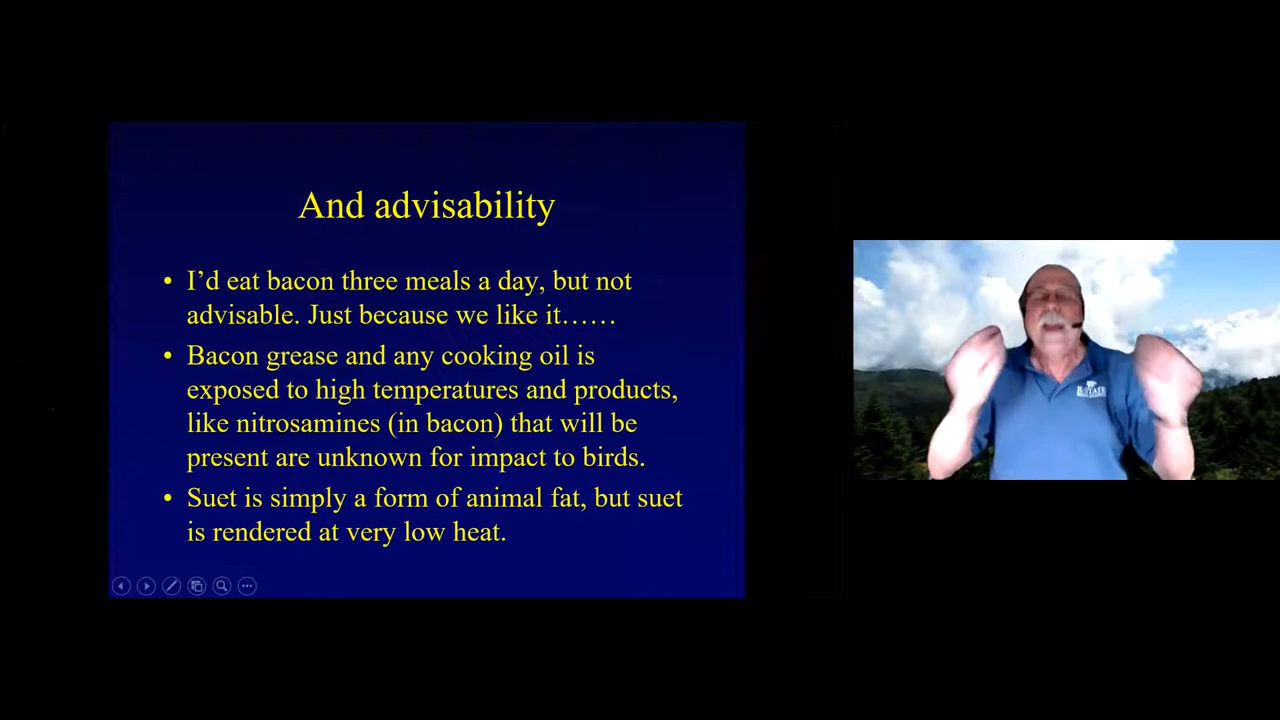 And advisability
• I’d eat bacon three meals a day, but not
advisable. Just because we like it……
• Bacon grease and any cooking oil is
exposed to high temperatures and products,
like nitrosamines (in bacon) that will be
present are unknown for impact to birds.
• Suet is simply a form of animal fat, but suet
is rendered at very low heat.
K-STATE